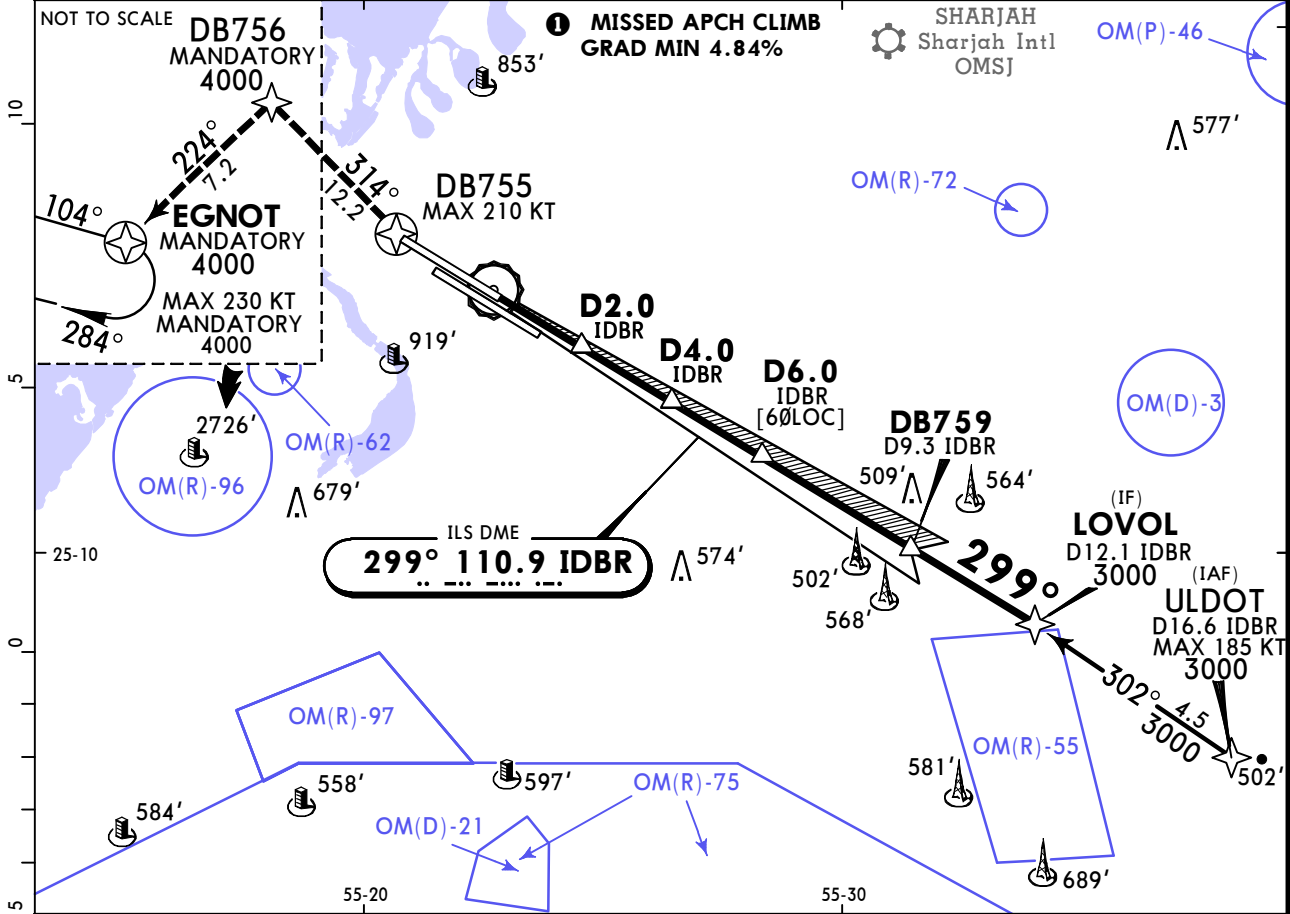 NOT TO SCALE
DB756
MANDATORY
4000
1 MISSED APCH CLIMB
GRAD MIN 4.84%
SHARJAH
Sharjah Intl
OMSJ
OM(P)-46
853'
577'
10
224°
7.2
314°
12.2
DB755
MAX 210 KT
OM(R)-72
104°
EGNOT
MANDATORY
4000
MAX 230 KT
MANDATORY
4000
284°
D2.0
IDBR
D4.0
IDBR
D6.0
IDBR
[6ØLOC]
919'
5
OM(D)-3
2726'
OM(R)-62
OM(R)-96
679'
DB759
D9.3 IDBR
509'
564'
(IF)
LOVOL
D12.1 IDBR
3000
ILS DME
299° 110.9 IDBR
574'
25-10
502'
568'
299°
(IAF)
ULDOT
D16.6 IDBR
MAX 185 KT
3000
0
302°
4.5
3000
OM(R)-97
OM(R)-55
502'
581'
597'
OM(R)-75
558'
584'
OM(D)-21
689'
5
55-20
55-30